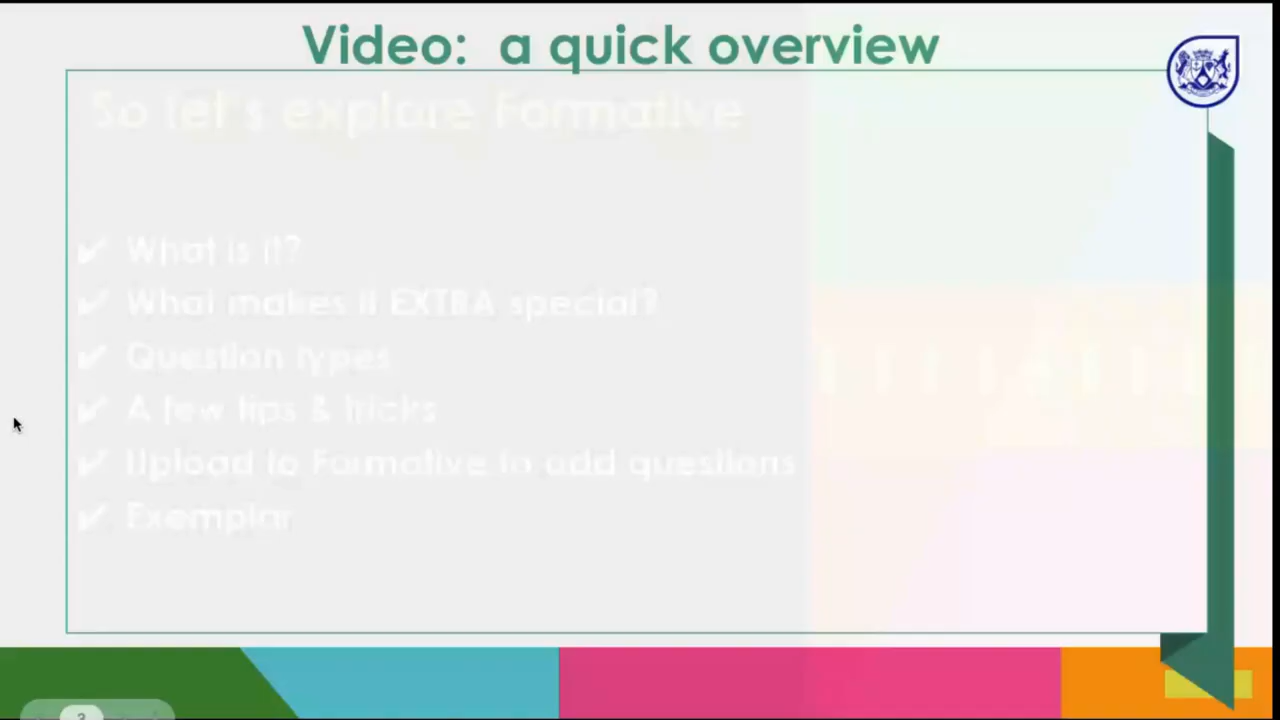 Video: a quick overview
So let's explore Formative
✔ What is it?
✔ What makes it EXTRA special?
✔ Question types
✔ A few tips & tricks
✔ Upload to Formative to add questions
✔ Exemplar
3